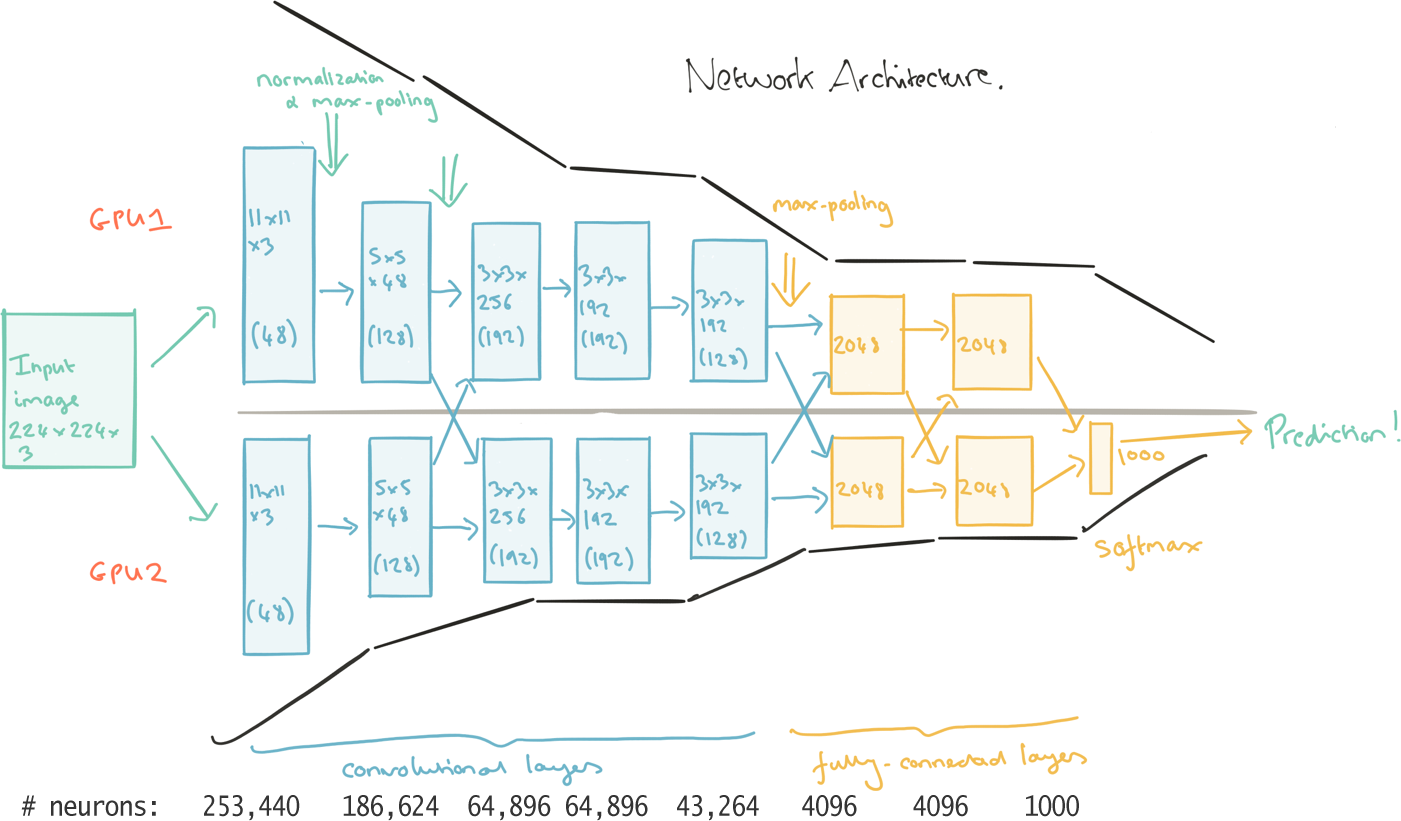 Network Architecture.
normalization
& max-pooling
max-pooling
GPU1
11x11
x3
(48)
5x5
x48
(128)
3x3x
256
(192)
3x3x
192
(192)
3x3x
192
(128)
2048
2048
Input
image
224x224x
3
1000
Prediction!
GPU2
11x11
x3
(48)
5x5
x48
(128)
3x3x
256
(192)
3x3x
192
(192)
3x3x
192
(128)
2048
2048
softmax
convolutional layers
fully-connected layers
# neurons: 253,440 186,624 64,896 64,896 43,264 4096 4096 1000